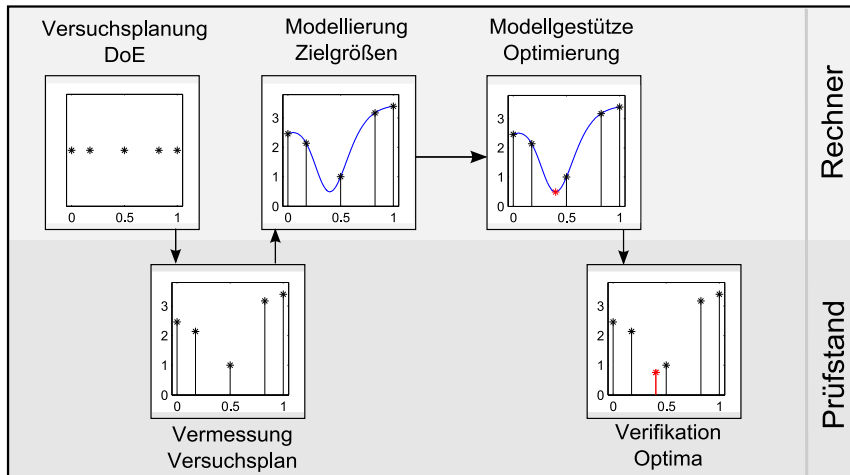 Versuchsplanung
DoE
0 0.5 1
Modellierung
Zielgrößen
3
2
1
0
0 0.5 1
Modellgestütze
Optimierung
3
2
1
0
0 0.5 1
Rechner
3
2
1
0
0 0.5 1
Vermessung
Versuchsplan
3
2
1
0
0 0.5 1
Verifikation
Optima
Prüfstand